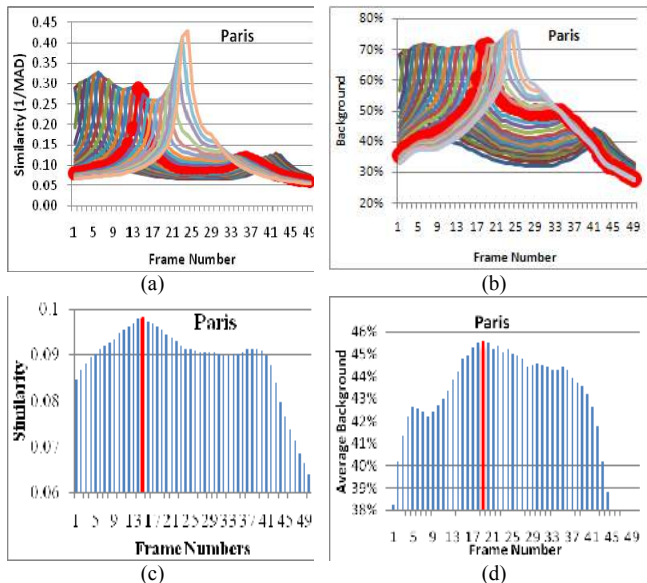 Paris
Similarity (1/MAD)
0.45
0.40
0.35
0.30
0.25
0.20
0.15
0.10
0.05
0.00
1 5 9 13 17 21 25 29 33 37 41 45 49
Frame Number
(a)
Paris
Background
80%
70%
60%
50%
40%
30%
20%
1 5 9 13 17 21 25 29 33 37 41 45 49
Frame Number
(b)
Paris
Similarity
0.1
0.09
0.08
0.07
0.06
1 5 9 13 17 21 25 29 33 37 41 45 49
Frame Numbers
(c)
Paris
Average Background
46%
45%
44%
43%
42%
41%
40%
39%
38%
1 5 9 13 17 21 25 29 33 37 41 45 49
Frame Number
(d)